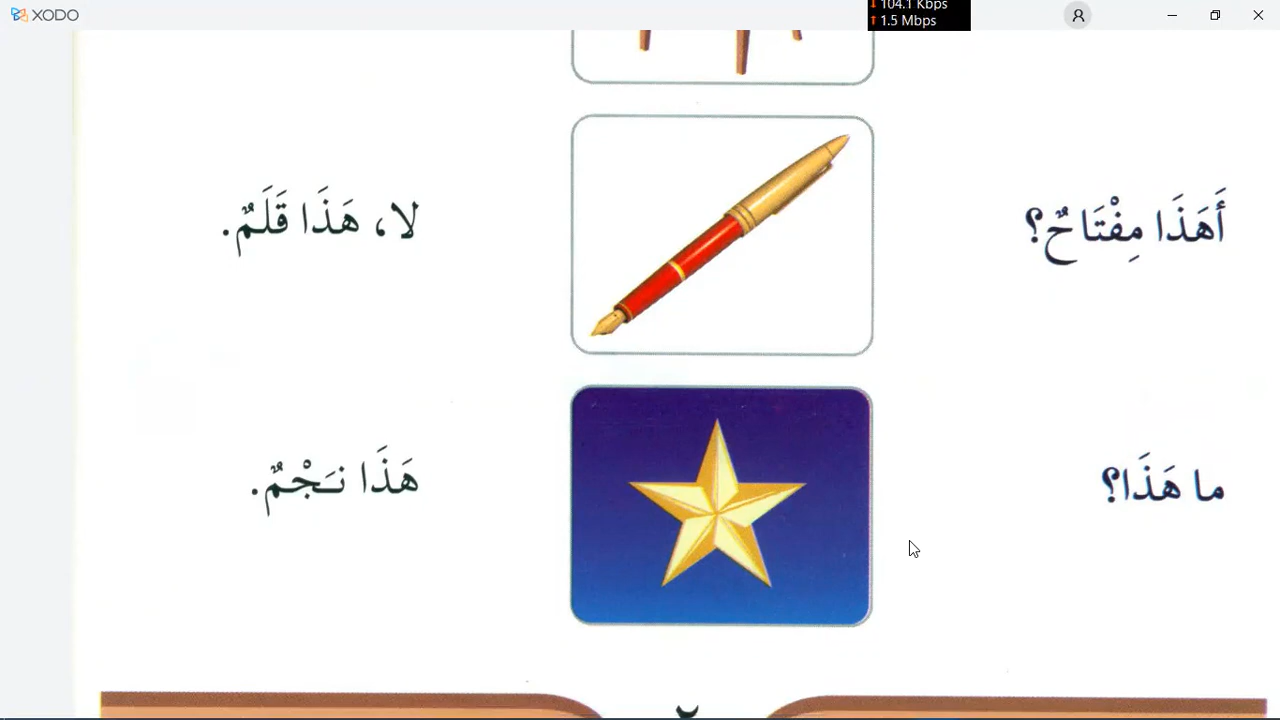 XODO
104.1 Kbps
1.5 Mbps
أَهَذَا مِفْتَاحٌ؟
لا، هَذَا قَلَمٌ.
ما هَذَا؟
هَذَا نَجْمٌ.